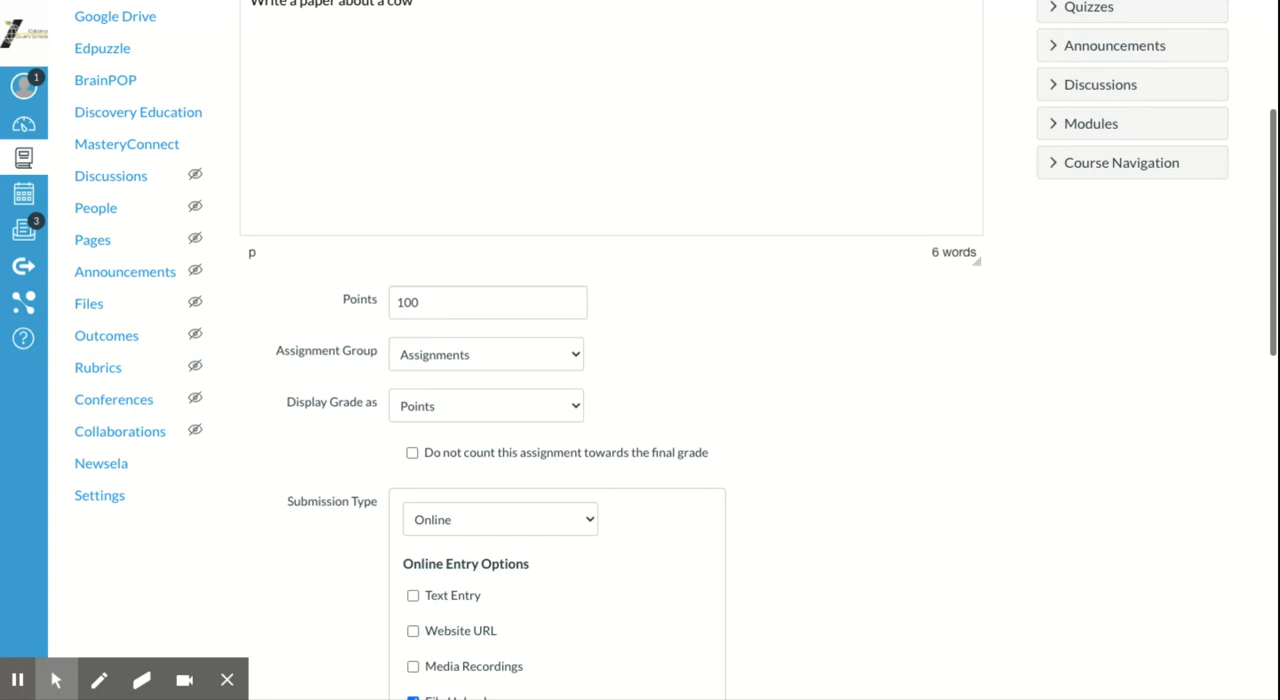 Write a paper about a cow
Google Drive
Edpuzzle
BrainPOP
Discovery Education
MasteryConnect
Discussions
People
Pages
Announcements
Files
Outcomes
Rubrics
Conferences
Collaborations
Newsela
Settings
1
3
p
6 words
Points 100
Assignment Group Assignments
Display Grade as Points
Do not count this assignment towards the final grade
Submission Type Online
Online Entry Options
Text Entry
Website URL
Media Recordings
Quizzes
Announcements
Discussions
Modules
Course Navigation